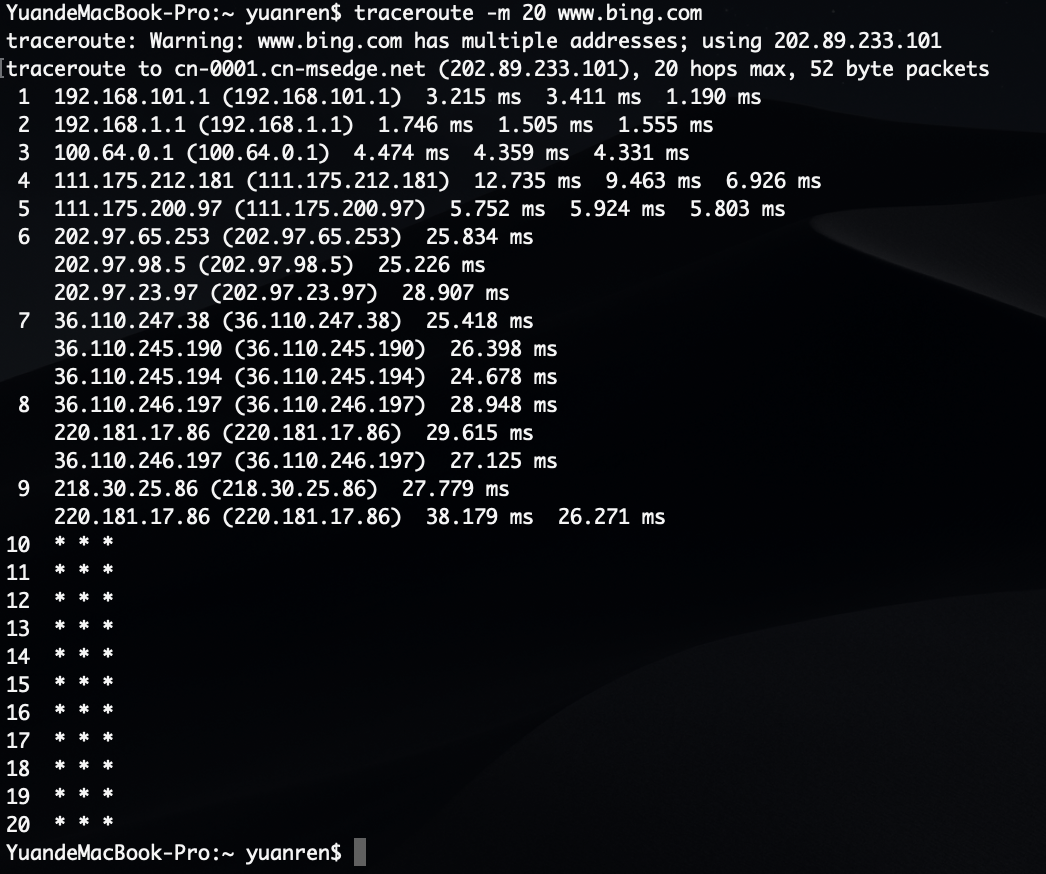 YuandeMacBook-Pro:~ yuanren$ traceroute -m 20 www.bing.com
traceroute: Warning: www.bing.com has multiple addresses; using 202.89.233.101
traceroute to cn-0001.cn-msedge.net (202.89.233.101), 20 hops max, 52 byte packets
 1  192.168.101.1 (192.168.101.1)  3.215 ms  3.411 ms  1.190 ms
 2  192.168.1.1 (192.168.1.1)  1.746 ms  1.505 ms  1.555 ms
 3  100.64.0.1 (100.64.0.1)  4.474 ms  4.359 ms  4.331 ms
 4  111.175.212.181 (111.175.212.181)  12.735 ms  9.463 ms  6.926 ms
 5  111.175.200.97 (111.175.200.97)  5.752 ms  5.924 ms  5.803 ms
 6  202.97.65.253 (202.97.65.253)  25.834 ms
    202.97.98.5 (202.97.98.5)  25.226 ms
    202.97.23.97 (202.97.23.97)  28.907 ms
 7  36.110.247.38 (36.110.247.38)  25.418 ms
    36.110.245.190 (36.110.245.190)  26.398 ms
    36.110.245.194 (36.110.245.194)  24.678 ms
 8  36.110.246.197 (36.110.246.197)  28.948 ms
    220.181.17.86 (220.181.17.86)  29.615 ms
    36.110.246.197 (36.110.246.197)  27.125 ms
 9  218.30.25.86 (218.30.25.86)  27.779 ms
    220.181.17.86 (220.181.17.86)  38.179 ms  26.271 ms
10  * * *
11  * * *
12  * * *
13  * * *
14  * * *
15  * * *
16  * * *
17  * * *
18  * * *
19  * * *
20  * * *
YuandeMacBook-Pro:~ yuanren$